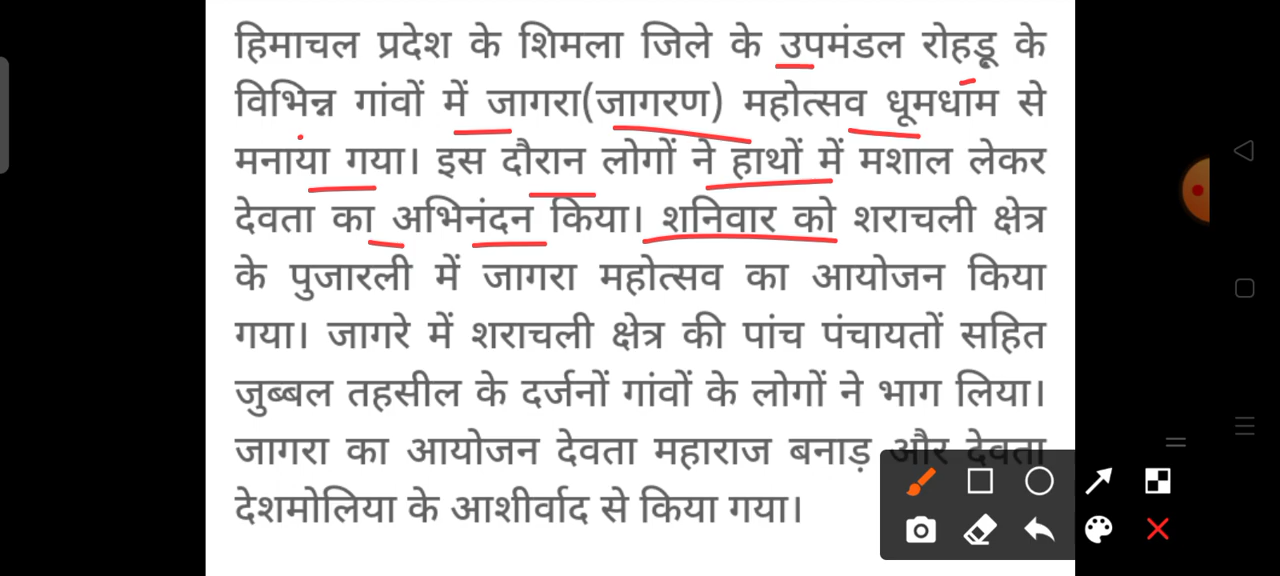 हिमाचल प्रदेश के शिमला जिले के उपमंडल रोहड़ू के
विभिन्न गांवों में जागरा(जागरण) महोत्सव धूमधाम से
मनाया गया। इस दौरान लोगों ने हाथों में मशाल लेकर
देवता का अभिनंदन किया। शनिवार को शराचली क्षेत्र
के पुजारली में जागरा महोत्सव का आयोजन किया
गया। जागरे में शराचली क्षेत्र की पांच पंचायतों सहित
जुब्बल तहसील के दर्जनों गांवों के लोगों ने भाग लिया।
जागरा का आयोजन देवता महाराज बनाड़ और देवता
देशमोलिया के आशीर्वाद से किया गया।